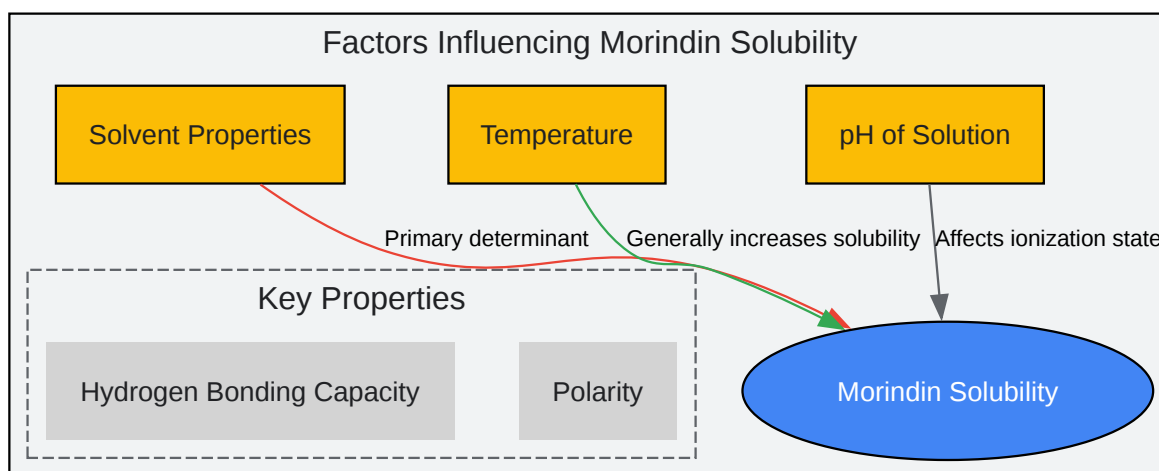 Factors Influencing Morindin Solubility
Solvent Properties
Temperature
pH of Solution
Primary determinant
Generally increases solubility
Affects ionization state
Key Properties
Hydrogen Bonding Capacity
Polarity
Morindin Solubility